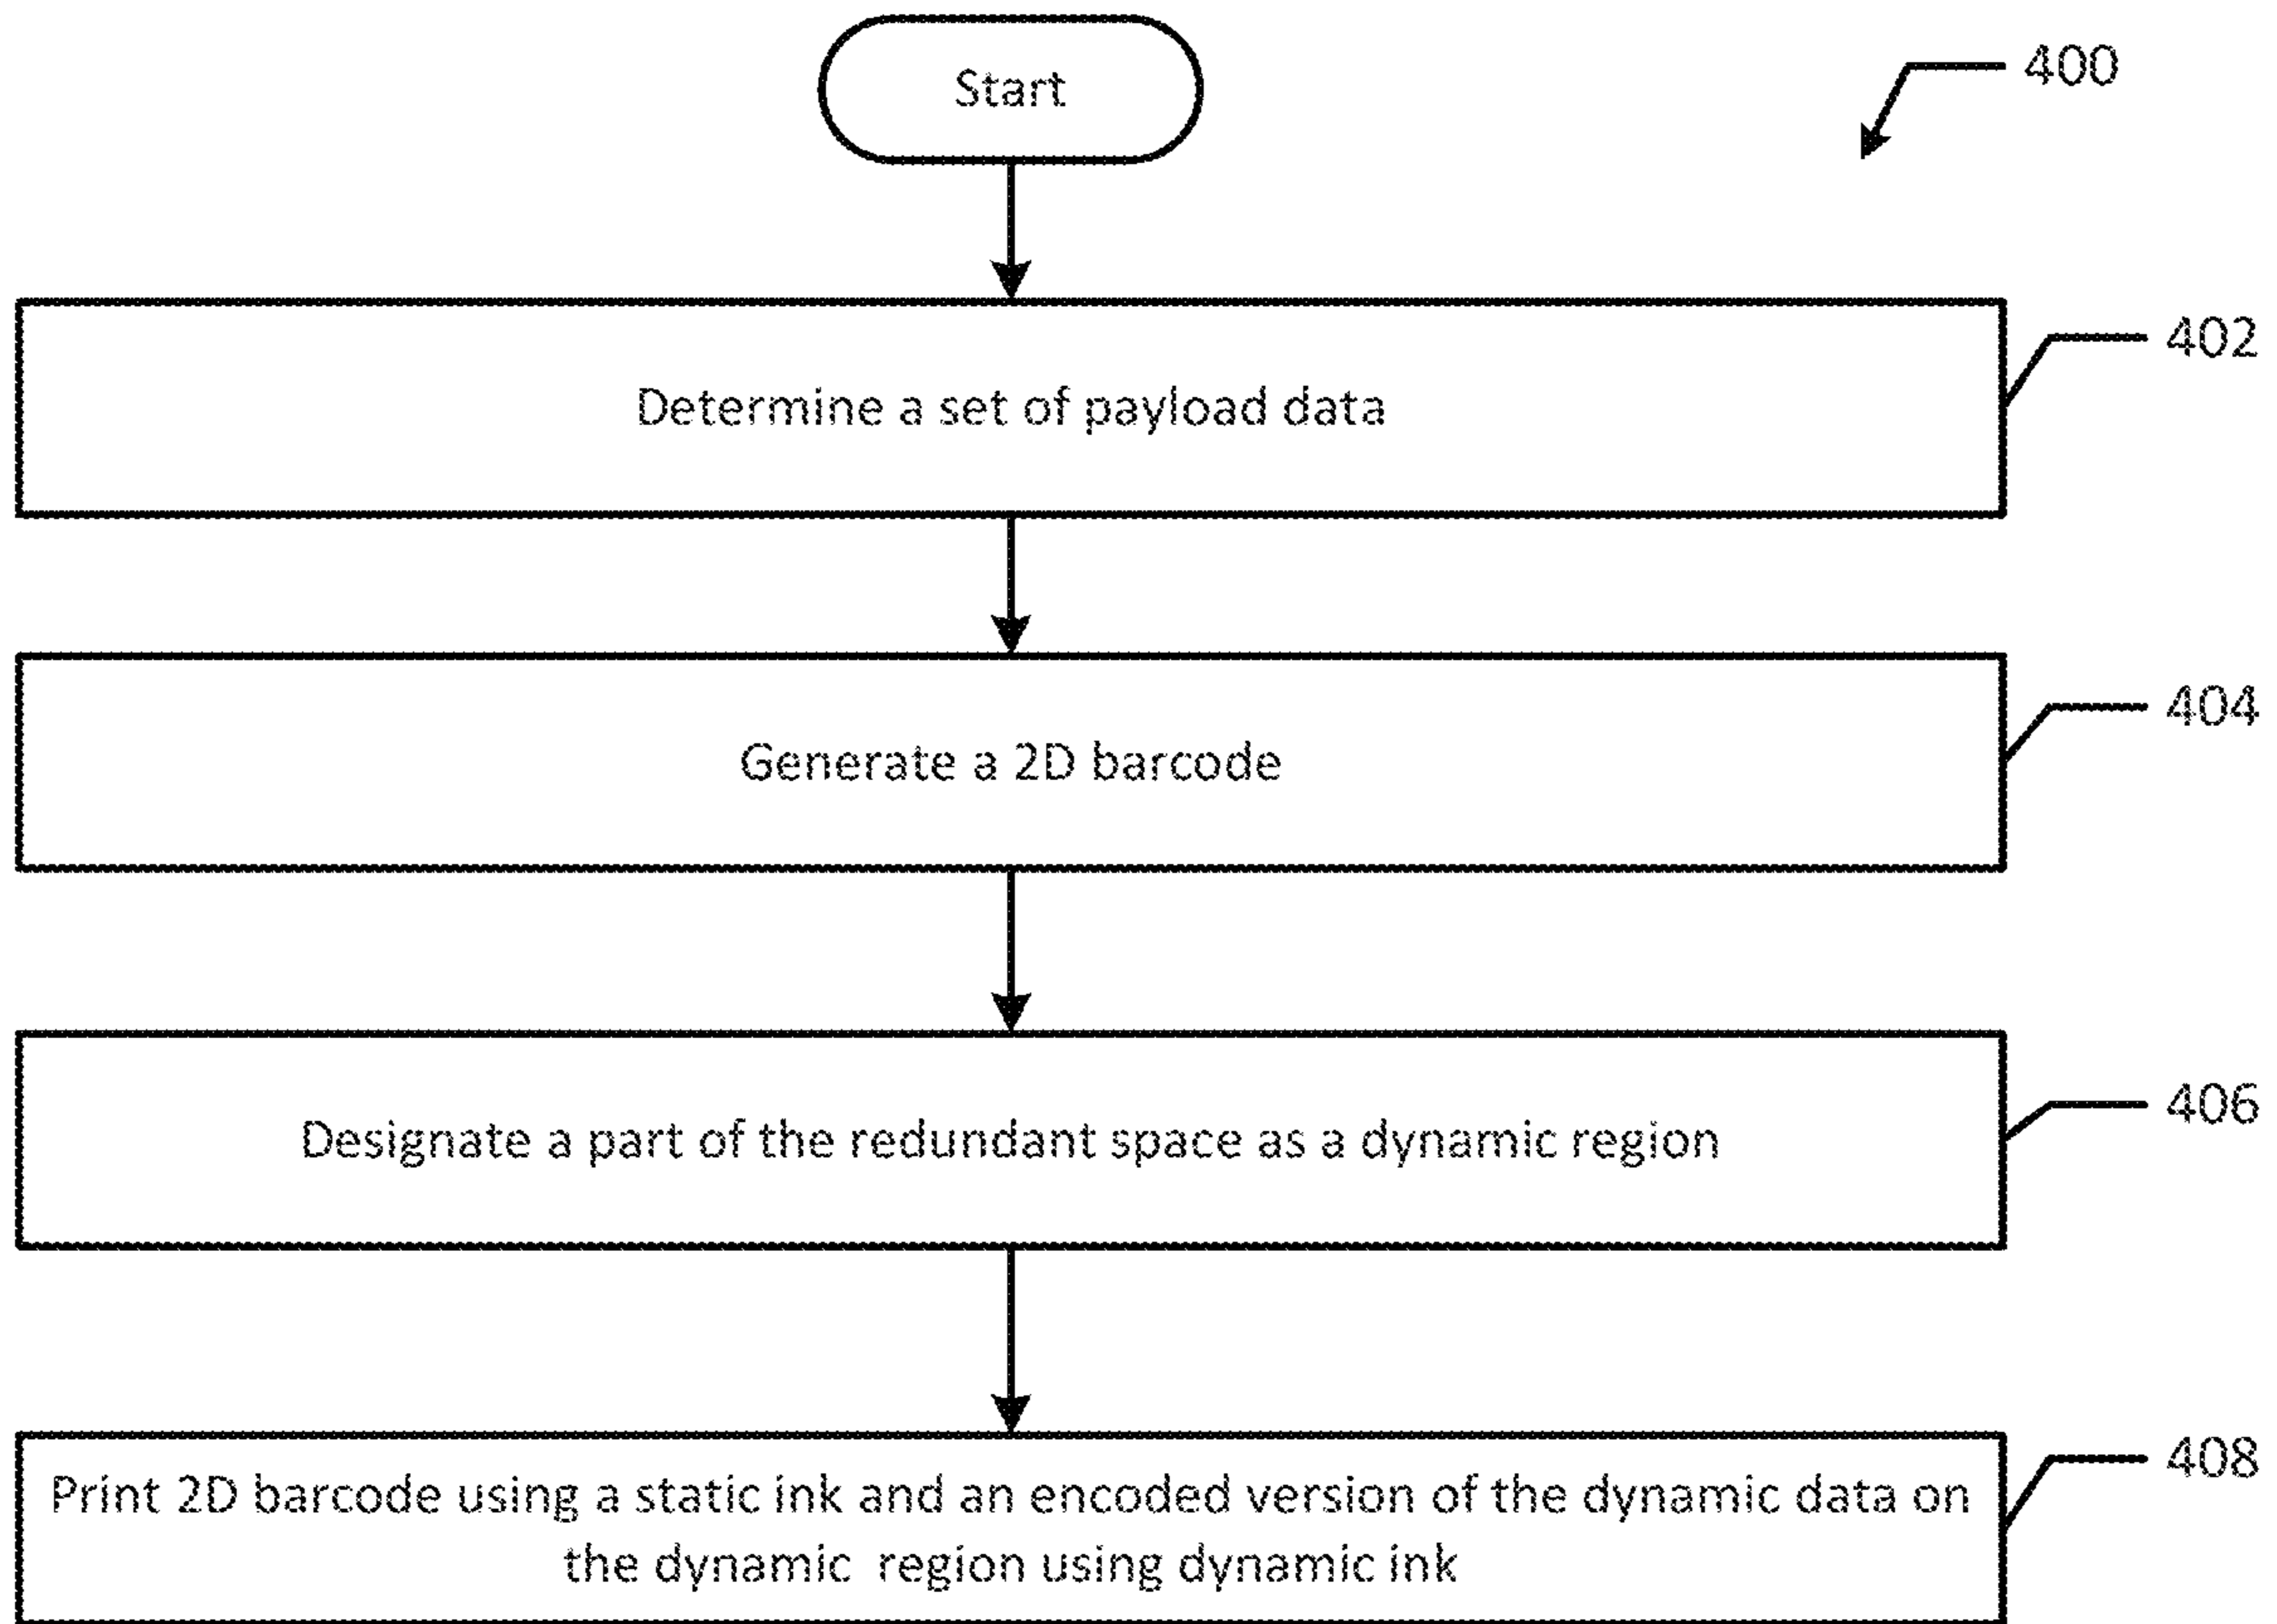 Start
400
402
Determine a set of payload data
404
Generate a 2D barcode
406
Designate a part of the redundant space as a dynamic region
408
Print 2D barcode using a static ink and an encoded version of the dynamic data on
the dynamic region using dynamic ink